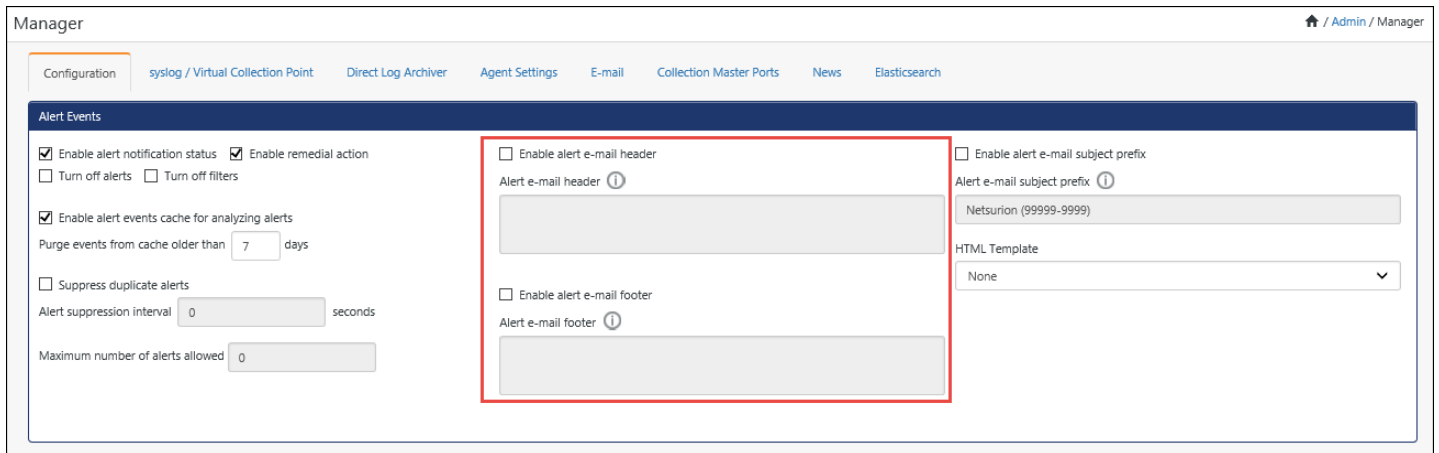 Manager
/ Admin / Manager
Configuration
syslog / Virtual Collection Point
Direct Log Archiver
Agent Settings
E-mail
Collection Master Ports
News
Elasticsearch
Alert Events
Enable alert notification status
Enable remedial action
Turn off alerts
Turn off filters
Enable alert events cache for analyzing alerts
Purge events from cache older than 7 days
Suppress duplicate alerts
Alert suppression interval 0 seconds
Maximum number of alerts allowed 0
Enable alert e-mail header
Alert e-mail header
Enable alert e-mail footer
Alert e-mail footer
Enable alert e-mail subject prefix
Alert e-mail subject prefix
Netsurion (99999-9999)
HTML Template
None